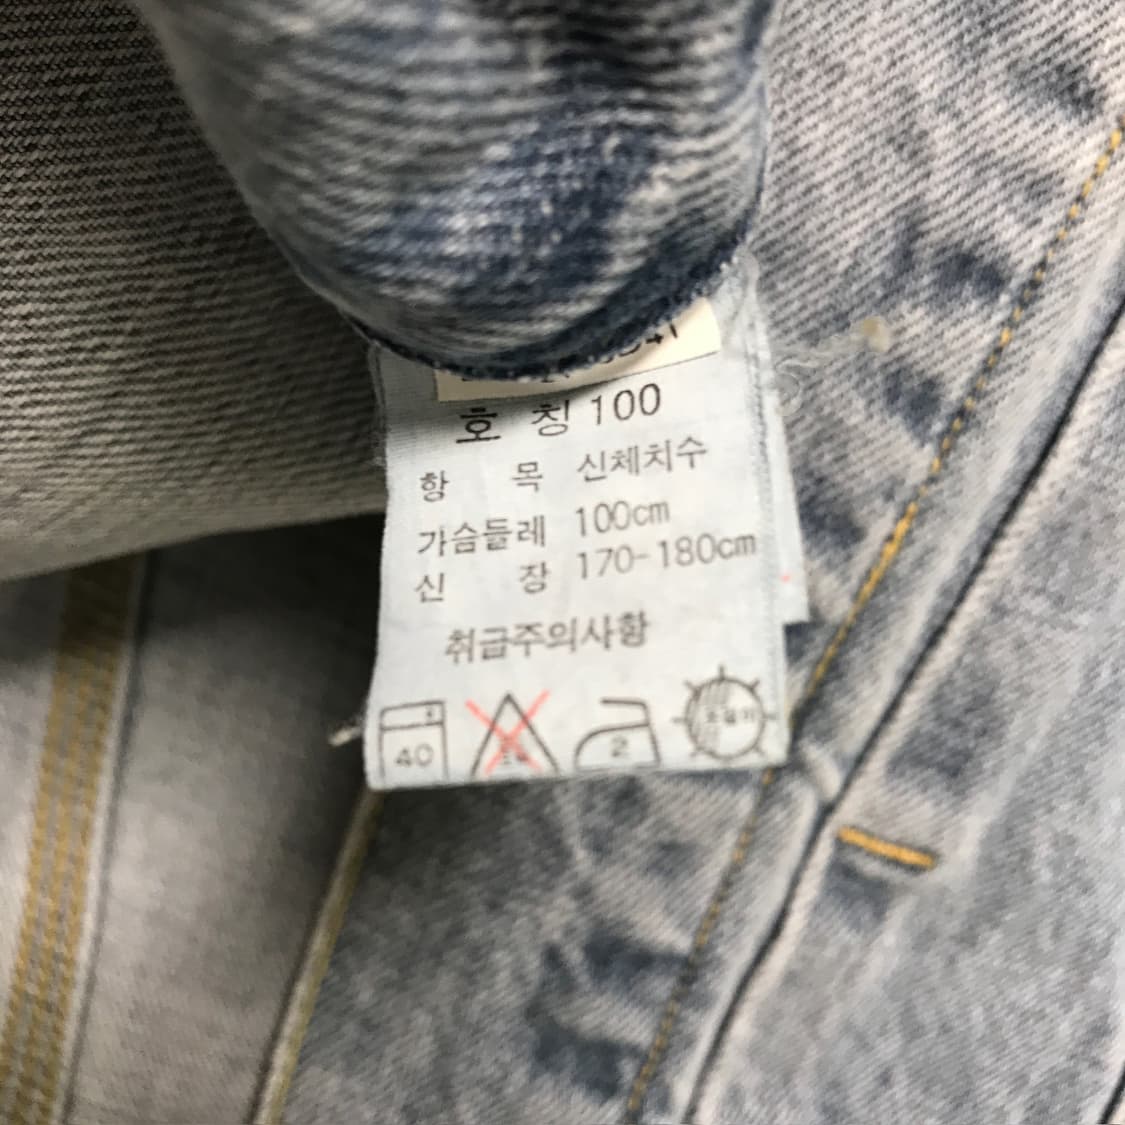 호 칭 100
항 목 신체치수
가슴들레 100cm
신 장 170-180cm
취급주의사항
40
2